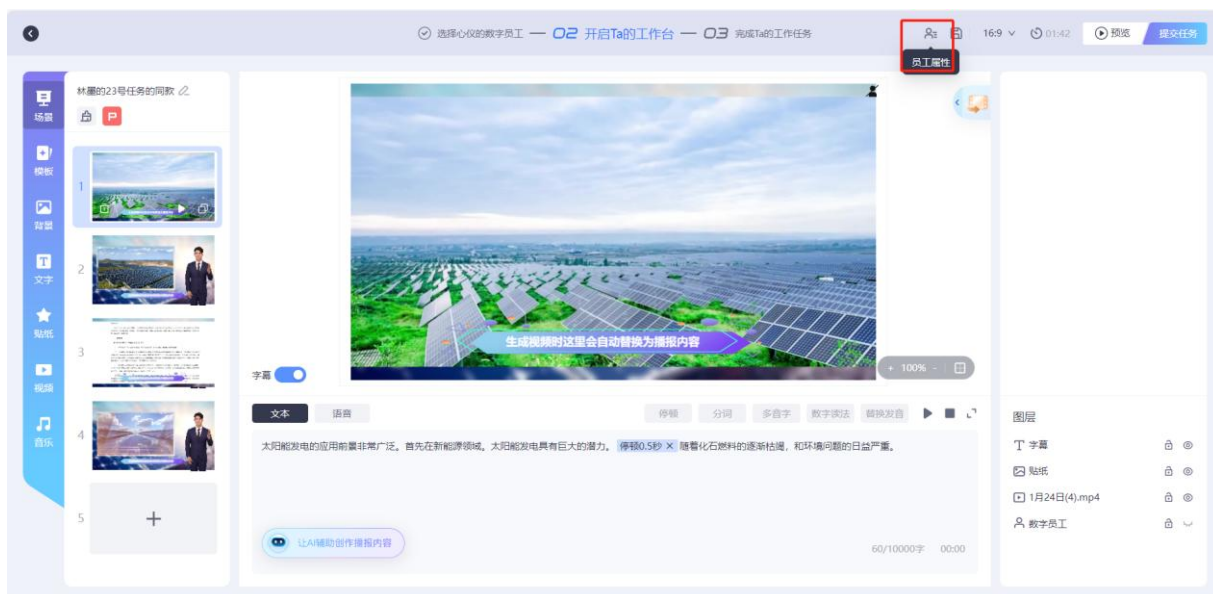 选择心仪的数字员工 — 02 开启Ta的工作台 — 03 完成Ta的工作任务
16:9
01:42
预览
提交任务
员工属性
场景
模板
背景
文字
贴纸
视频
音乐
林墨的23号任务的同款
1
2
3
4
5
生成视频时这里会自动替换为播报内容
字幕
+ 100% -
文本
语音
停顿
分词
多音字
数字读法
替换发音
太阳能发电的应用前景非常广泛。首先在新能源领域。太阳能发电具有巨大的潜力。 停顿0.5秒 × 随着化石燃料的逐渐枯竭，和环境问题的日益严重。
让AI辅助创作播报内容
60/10000字 00:00
图层
字幕
贴纸
1月24日(4).mp4
数字员工